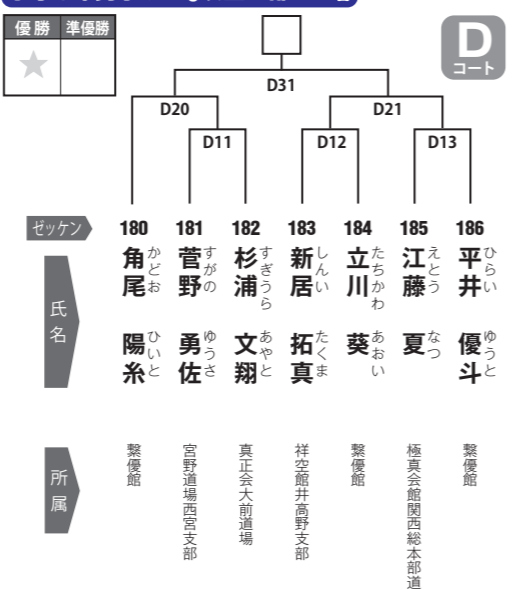 優勝 準優勝
D
コート
D31
D20 D21
D11 D12 D13
ゼッケン 180 181 182 183 184 185 186
氏名
角尾 陽糸 かどお ひいと
菅野 勇佐 すがの ゆうさ
杉浦 文翔 すぎうら あやと
新居 拓真 しんい たくま
立川 葵 たちかわ あおい
江藤 夏 えとう なつ
平井 優斗 ひらい ゆうと
所属
繋優館
宮野道場西宮支部
真正会大前道場
祥空館井高野支部
繋優館
極真会館関西総本部道
繋優館